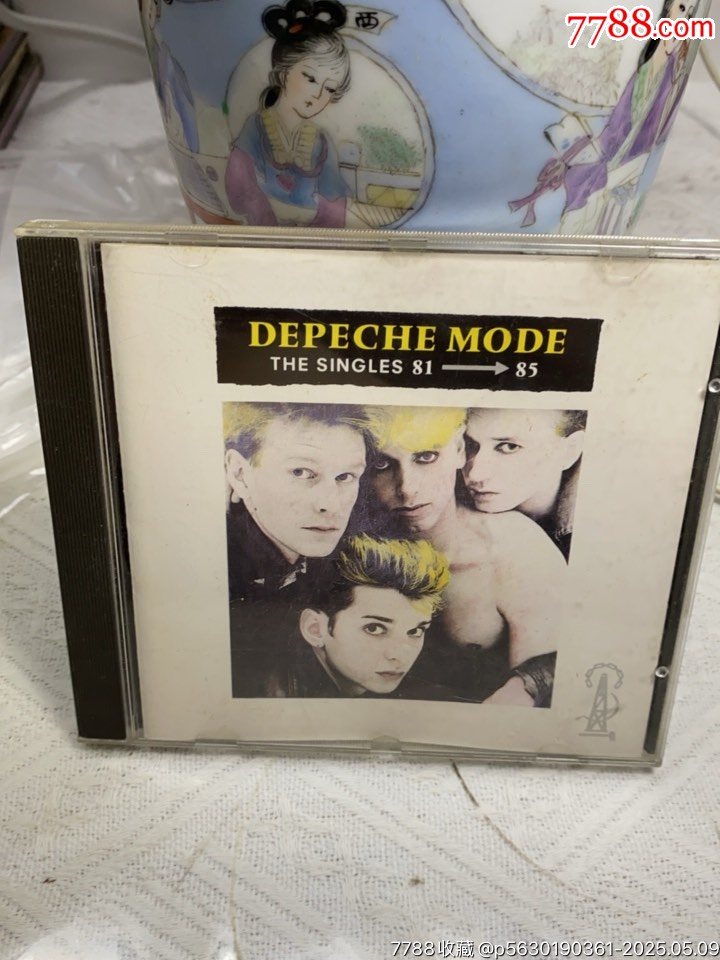 西
7788.com
DEPECHE MODE
THE SINGLES 81 → 85
7788收藏 @p5630190361-2025.05.09